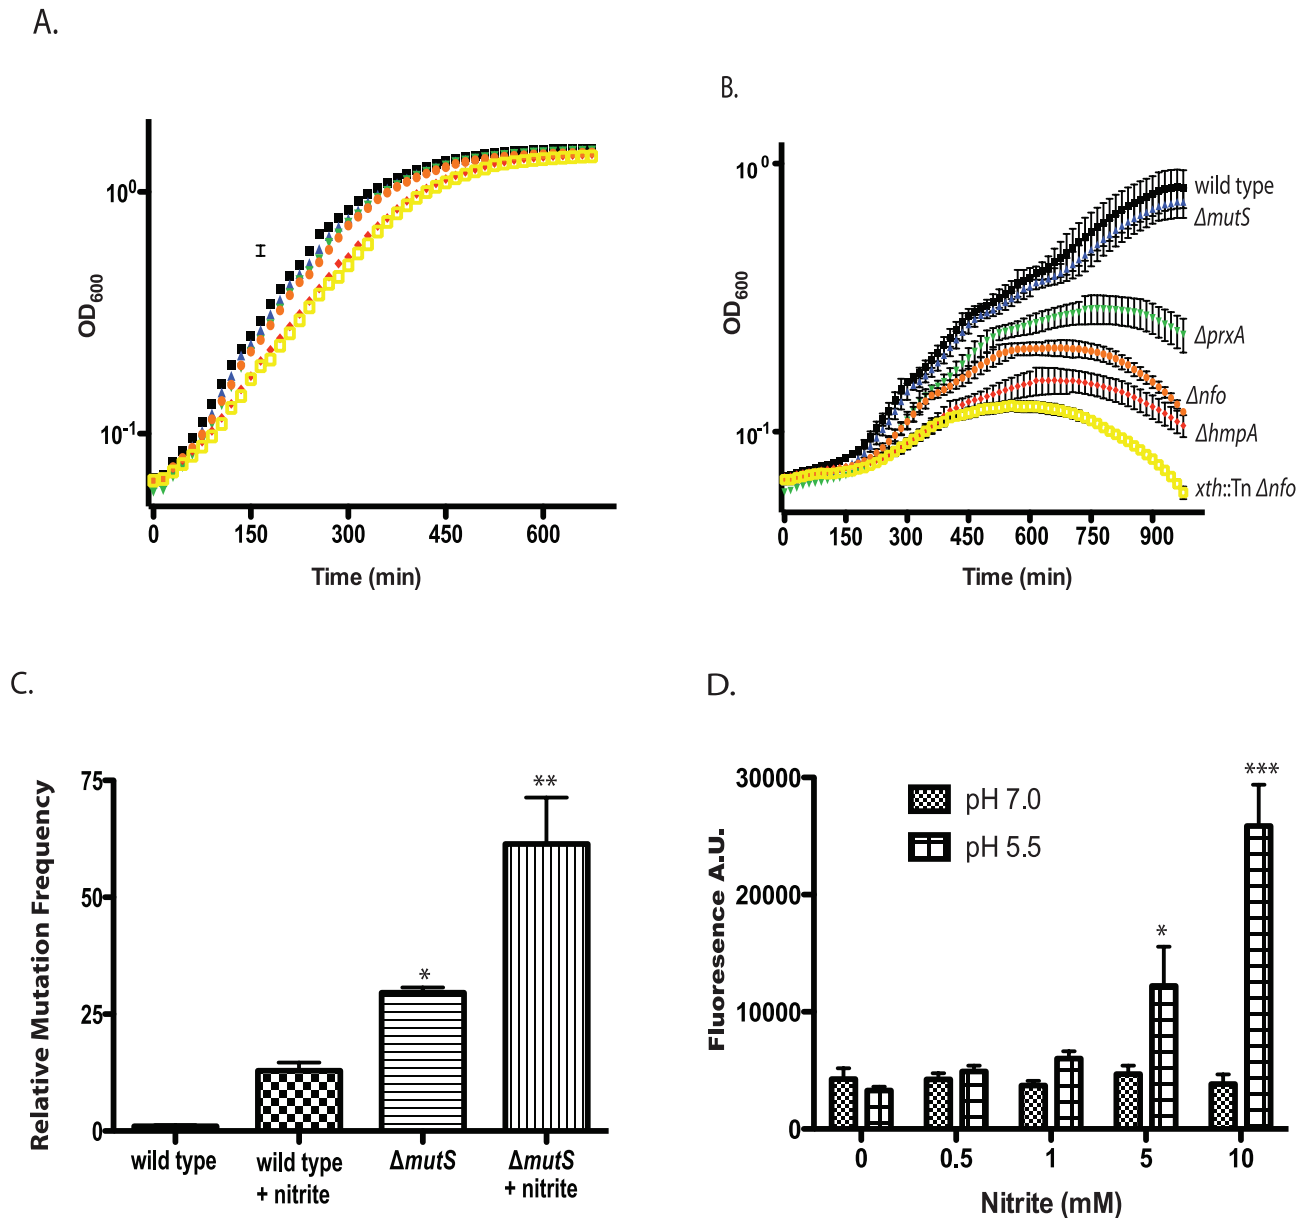 A.
10⁰
10⁻¹
OD₆₀₀
0 150 300 450 600
Time (min)
B.
10⁰
10⁻¹
OD₆₀₀
wild type
ΔmutS
ΔprxA
Δnfo
ΔhmpA
xth::Tn Δnfo
0 150 300 450 600 750 900
Time (min)
C.
Relative Mutation Frequency
75
50
25
0
*
**
wild type
wild type
+ nitrite
ΔmutS
ΔmutS
+ nitrite
D.
Fluoresence A.U.
30000
20000
10000
0
pH 7.0
pH 5.5
*
***
0 0.5 1 5 10
Nitrite (mM)